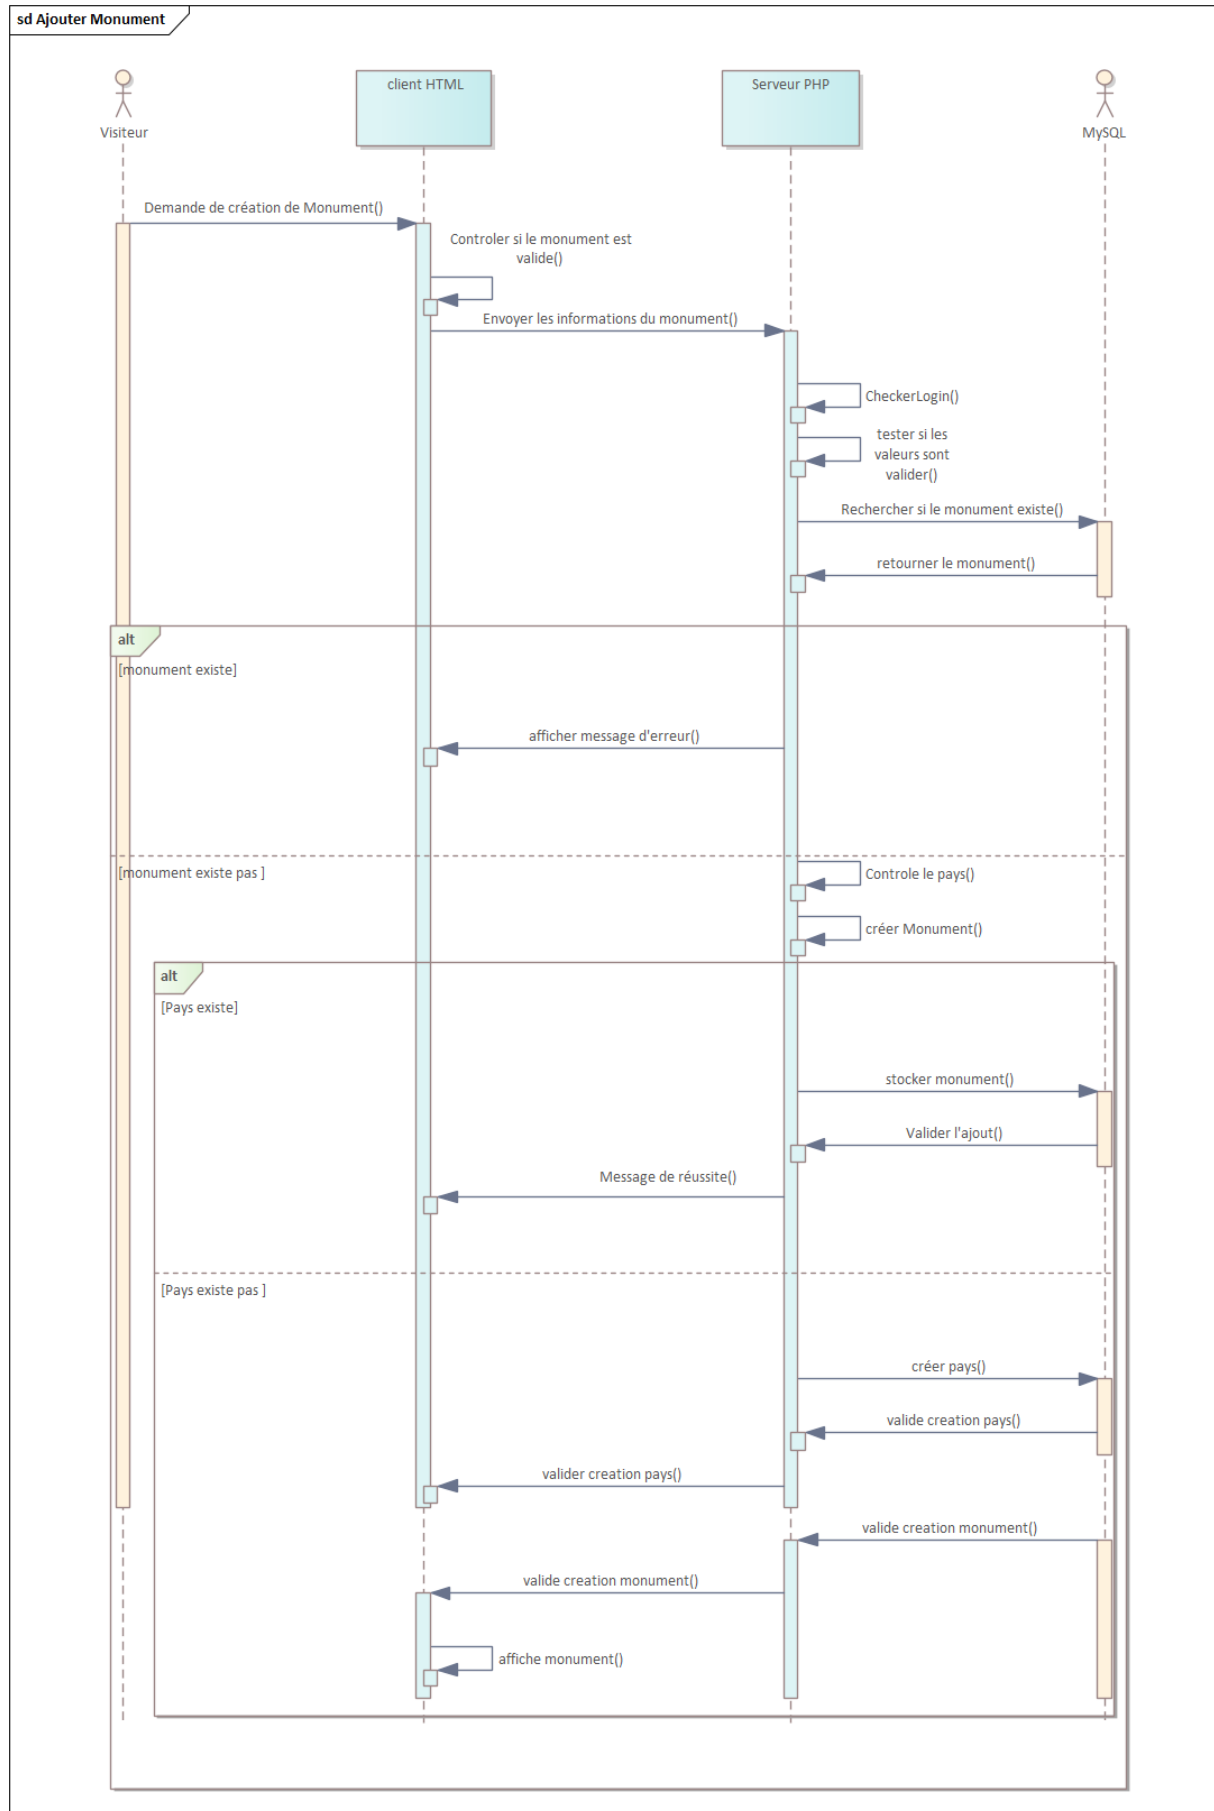 sd Ajouter Monument
client HTML
Serveur PHP
Visiteur
MySQL
Demande de création de Monument()
Controler si le monument est
valide()
Envoyer les informations du monument()
CheckerLogin()
tester si les
valeurs sont
valider()
Rechercher si le monument existe()
retourner le monument()
alt
[monument existe]
afficher message d'erreur()
[monument existe pas ]
Controle le pays()
créer Monument()
alt
[Pays existe]
stocker monument()
Valider l'ajout()
Message de réussite()
[Pays existe pas ]
créer pays()
valide creation pays()
valider creation pays()
valide creation monument()
valide creation monument()
affiche monument()